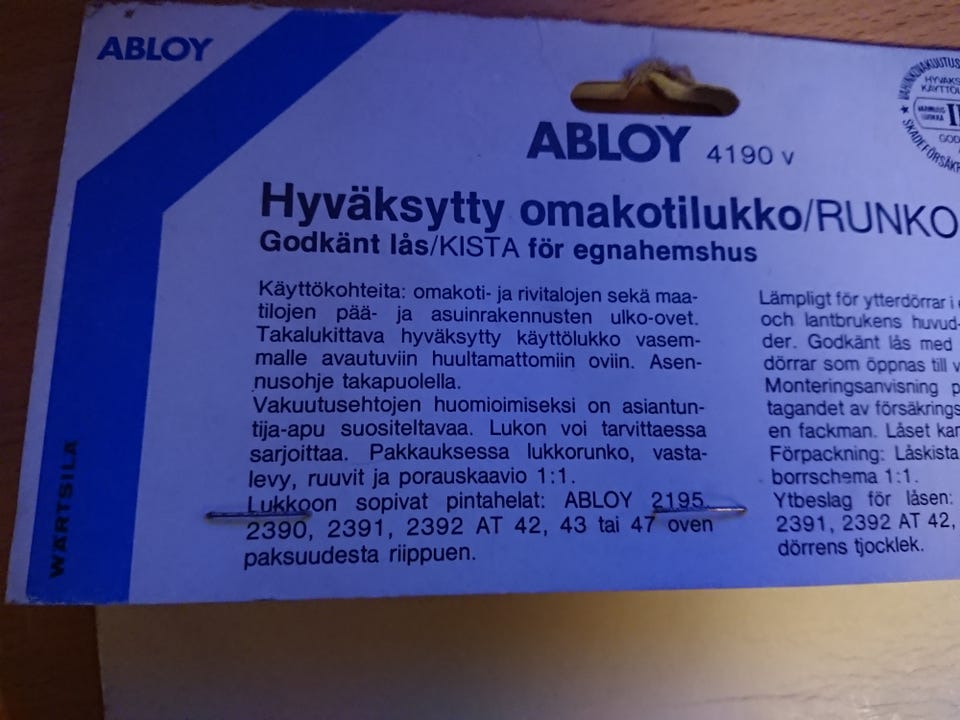 ABLOY
ABLOY 4190 v
Hyväksytty omakotilukko/RUNKO
Godkänt lås/KISTA för egnahemshus
Käyttökohteita: omakoti- ja rivitalojen sekä maa-
tilojen pää- ja asuinrakennusten ulko-ovet.
Takalukittava hyväksytty käyttölukko vasem-
malle avautuviin huultamattomiin oviin. Asen-
nusohje takapuolella.
Vakuutusehtojen huomioimiseksi on asiantun-
tija-apu suositeltavaa. Lukon voi tarvittaessa
sarjoittaa. Pakkauksessa lukkorunko, vasta-
levy, ruuvit ja porauskaavio 1:1.
Lukkoon sopivat pintahelat: ABLOY 2195,
2390, 2391, 2392 AT 42, 43 tai 47 oven
paksuudesta riippuen.
Lämpligt för ytterdörrar i
och lantbrukens huvud-
der. Godkänt lås med
dörrar som öppnas till v
Monteringsanvisning p
tagandet av försäkrings
en fackman. Låset kan
Förpackning: Låskista
borrschema 1:1.
Ytbeslag för låsen:
2391, 2392 AT 42,
dörrens tjocklek.
WÄRTSILÄ